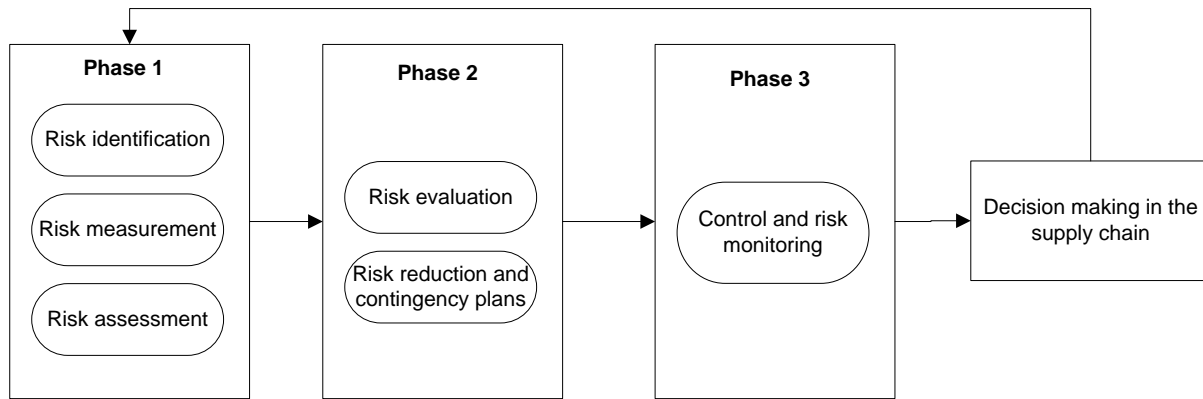 Phase 1
Risk identification
Risk measurement
Risk assessment
Phase 2
Risk evaluation
Risk reduction and
contingency plans
Phase 3
Control and risk
monitoring
Decision making in the
supply chain